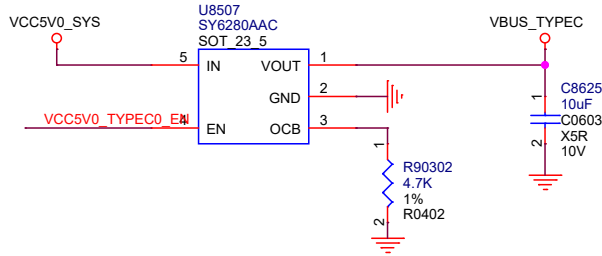 VCC5V0_SYS
U8507
SY6280AAC
SOT_23_5
VBUS_TYPEC
5 IN VOUT 1
GND 2
VCC5V0_TYPEC0_EN 4 EN OCB 3
1
C8625
10uF
C0603
X5R
10V
2
1
R90302
4.7K
1%
R0402
2